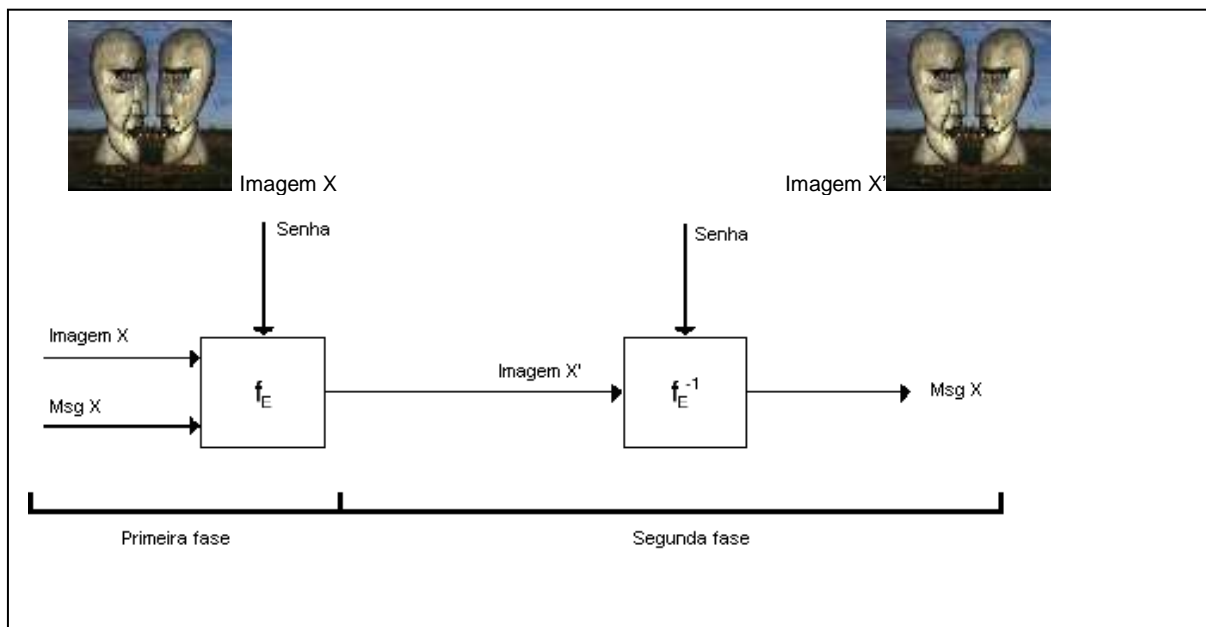 Imagem X
Imagem X'
Senha
Senha
Imagem X
Msg X
f_E
Imagem X'
f_E^-1
Msg X
Primeira fase
Segunda fase